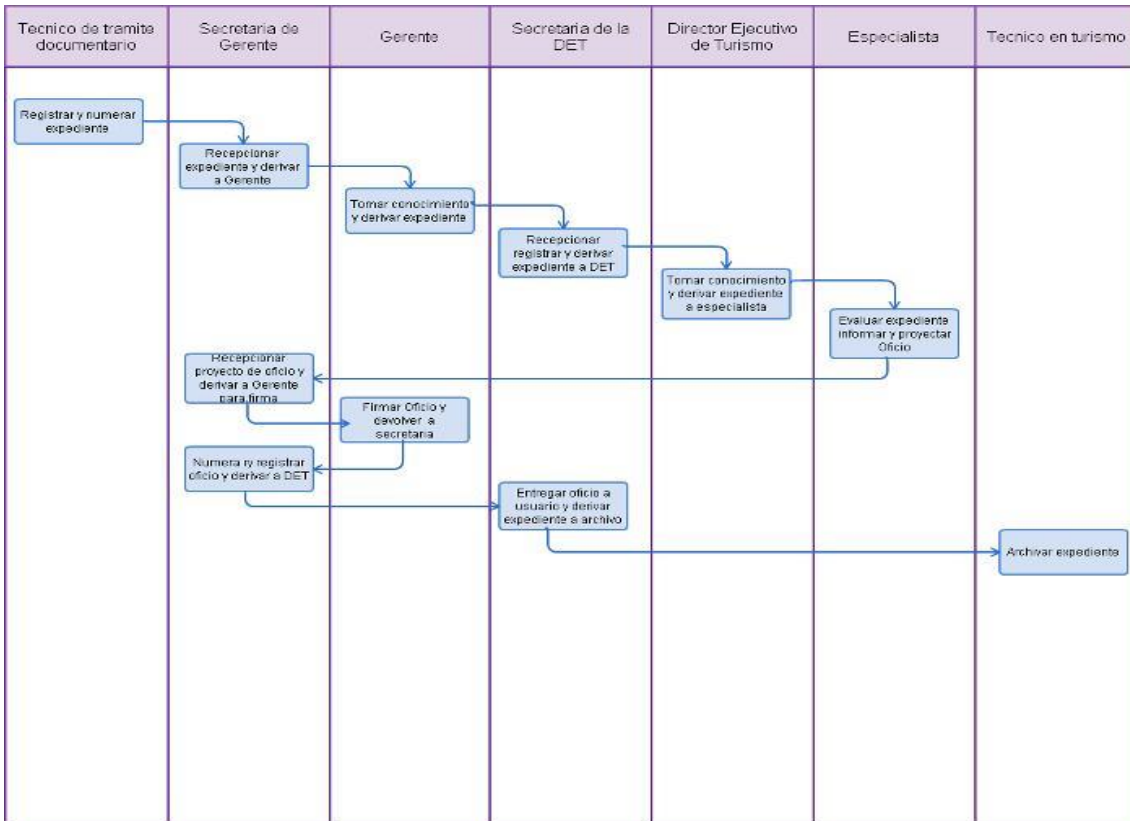 Tecnico de tramite
documentario
Secretaria de
Gerente
Gerente
Secretaria de la
DET
Director Ejecutivo
de Turismo
Especialista
Tecnico en turismo
Registrar y numerar
expediente
Recepcionar
expediente y derivar
a Gerente
Tomar conocimiento
y derivar expediente
Recepcionar
registrar y derivar
expediente a DET
Tomar conocimiento
y derivar expediente
a especialista
Evaluar expediente
informar y proyectar
Oficio
Recepcionar
proyecto de oficio y
derivar a Gerente
para firma
Firmar Oficio y
devolver a
secretaria
Numera ry registrar
oficio y derivar a DET
Entregar oficio a
usuario y derivar
expediente a archivo
Archivar expediente